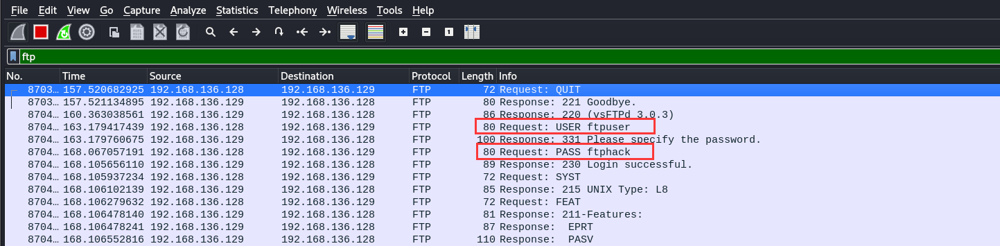 File Edit View Go Capture Analyze Statistics Telephony Wireless Tools Help
ftp
No. Time Source Destination Protocol Length Info
8703… 157.520682925 192.168.136.128 192.168.136.129 FTP 72 Request: QUIT
8703… 157.521134895 192.168.136.129 192.168.136.128 FTP 80 Response: 221 Goodbye.
8704… 160.363038561 192.168.136.129 192.168.136.128 FTP 86 Response: 220 (vsFTPd 3.0.3)
8704… 163.179417439 192.168.136.128 192.168.136.129 FTP 80 Request: USER ftpuser
8704… 163.179760675 192.168.136.129 192.168.136.128 FTP 100 Response: 331 Please specify the password.
8704… 168.067057191 192.168.136.128 192.168.136.129 FTP 80 Request: PASS ftphack
8704… 168.105656110 192.168.136.129 192.168.136.128 FTP 89 Response: 230 Login successful.
8704… 168.105937234 192.168.136.128 192.168.136.129 FTP 72 Request: SYST
8704… 168.106102139 192.168.136.129 192.168.136.128 FTP 85 Response: 215 UNIX Type: L8
8704… 168.106279632 192.168.136.128 192.168.136.129 FTP 72 Request: FEAT
8704… 168.106478140 192.168.136.129 192.168.136.128 FTP 81 Response: 211-Features:
8704… 168.106478241 192.168.136.129 192.168.136.128 FTP 87 Response: EPRT
8704… 168.106552816 192.168.136.129 192.168.136.128 FTP 110 Response: PASV